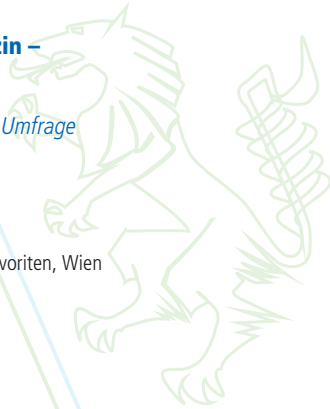 zin –
Umfrage
voriten, Wien